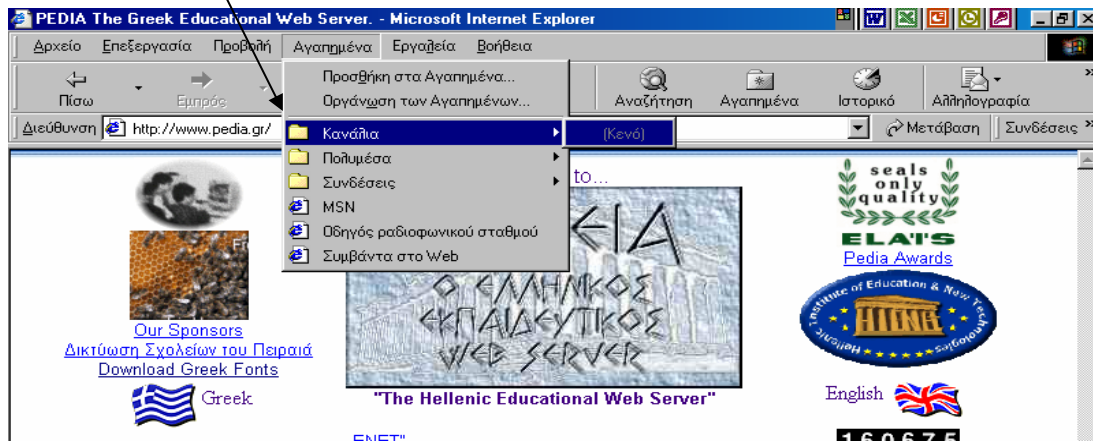 PEDIA The Greek Educational Web Server. - Microsoft Internet Explorer
Αρχείο Επεξεργασία Προβολή Αγαπημένα Εργαλεία Βοήθεια
Πίσω Εμπρός Αναζήτηση Αγαπημένα Ιστορικό Αλληλογραφία
Προσθήκη στα Αγαπημένα...
Οργάνωση των Αγαπημένων...
Διεύθυνση http://www.pedia.gr/ Μετάβαση Συνδέσεις
Κανάλια (Κενό)
Πολυμέσα
Συνδέσεις
MSN
Οδηγός ραδιοφωνικού σταθμού
Συμβάντα στο Web
to...
ΕΙΑ
Ο ΕΛΛΗΝΙΚΟΣ
ΕΚΠΑΙΔΕΥΤΙΚΟΣ
WEB SERVER
"The Hellenic Educational Web Server"
Our Sponsors
Δικτύωση Σχολείων του Πειραιά
Download Greek Fonts
Greek
seals
only
quality
ELATS
Pedia Awards
Hellenic Institute of Education & New Technologies
HIENET
English
ENET"
160675